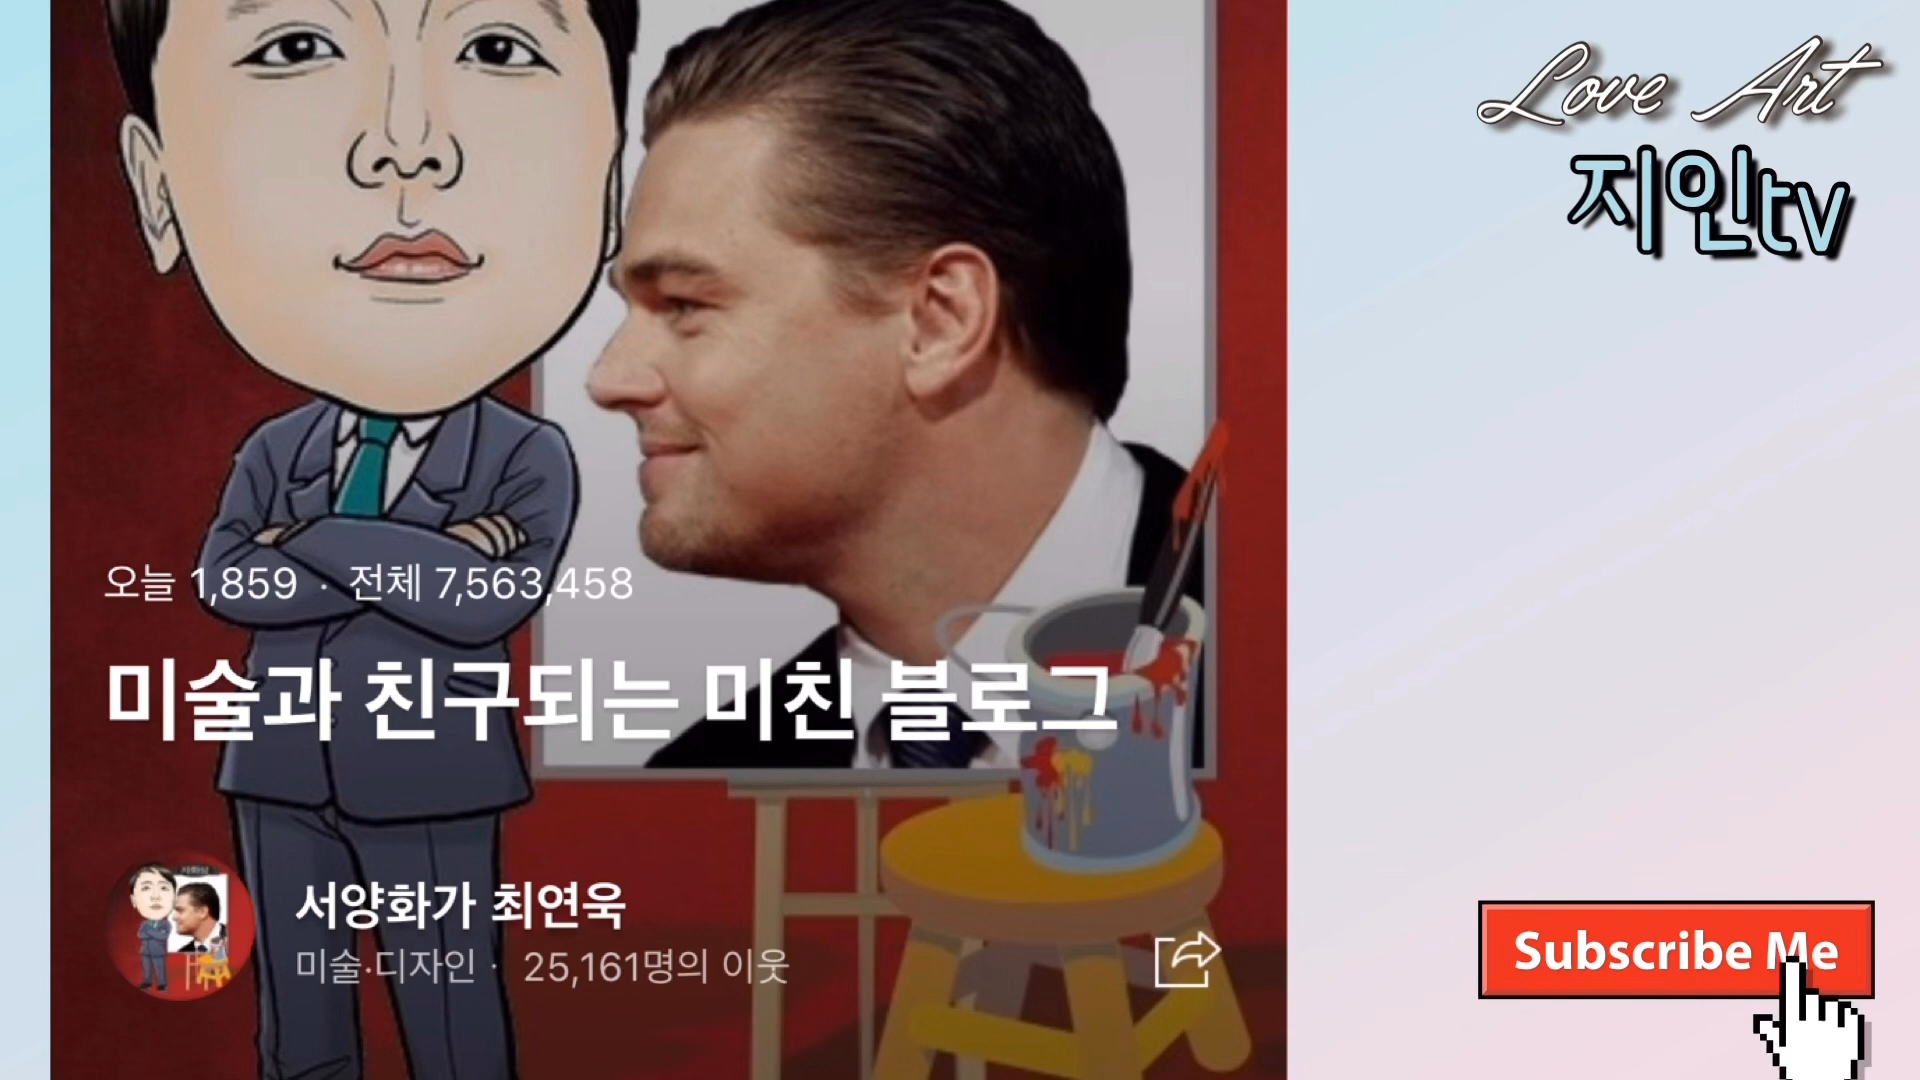 Love Art
지인tv
오늘 1,859 · 전체 7,563,458
미술과 친구되는 미친 블로그
서양화가 최연욱
미술·디자인 · 25,161명의 이웃
Subscribe Me